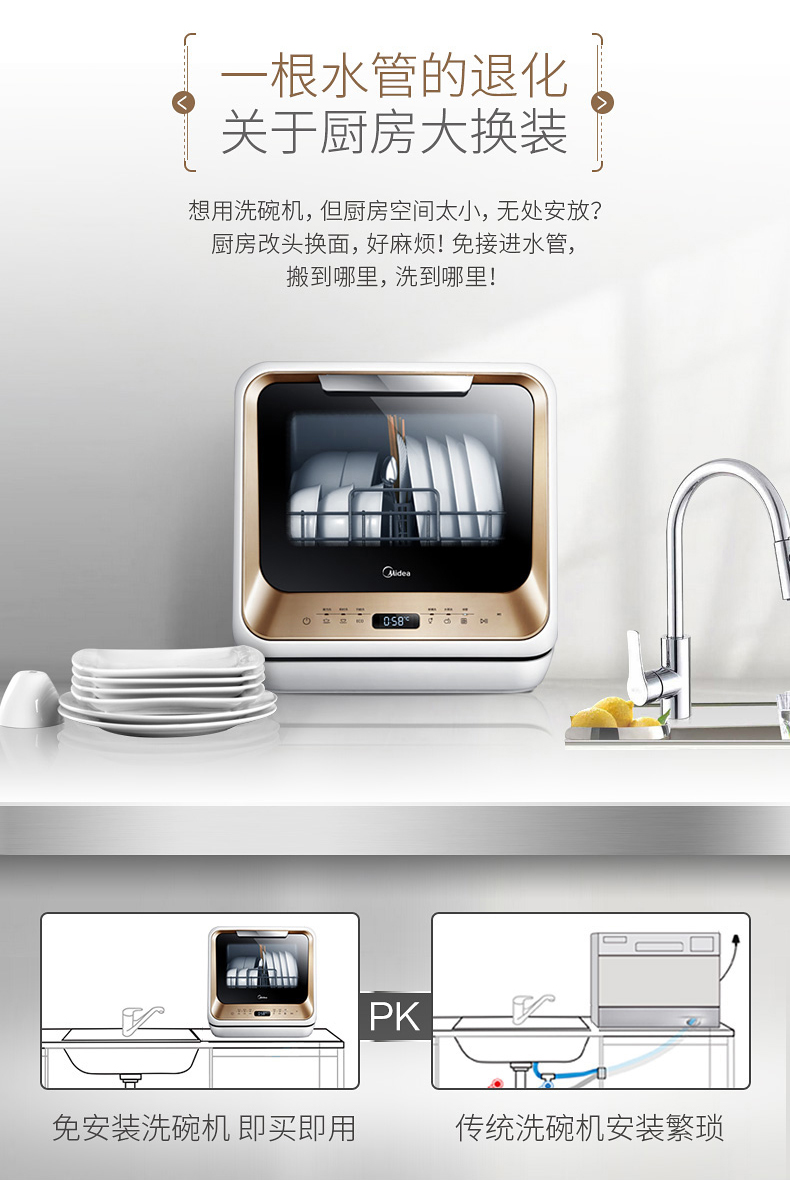 一根水管的退化
关于厨房大换装
想用洗碗机，但厨房空间太小，无处安放？
厨房改头换面，好麻烦！免接进水管，
搬到哪里，洗到哪里！
Midea
0:58℃
PK
免安装洗碗机 即买即用
传统洗碗机安装繁琐